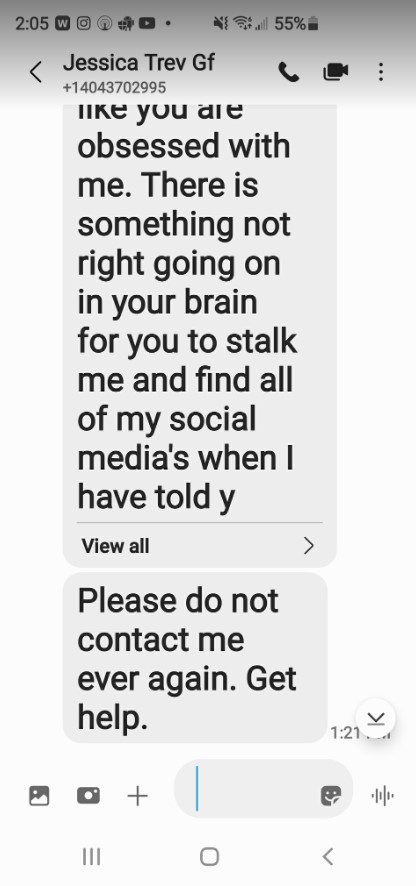 2:05 55%
Jessica Trev Gf
+14043702995
like you are
obsessed with
me. There is
something not
right going on
in your brain
for you to stalk
me and find all
of my social
media's when I
have told y
View all
Please do not
contact me
ever again. Get
help.
1:21